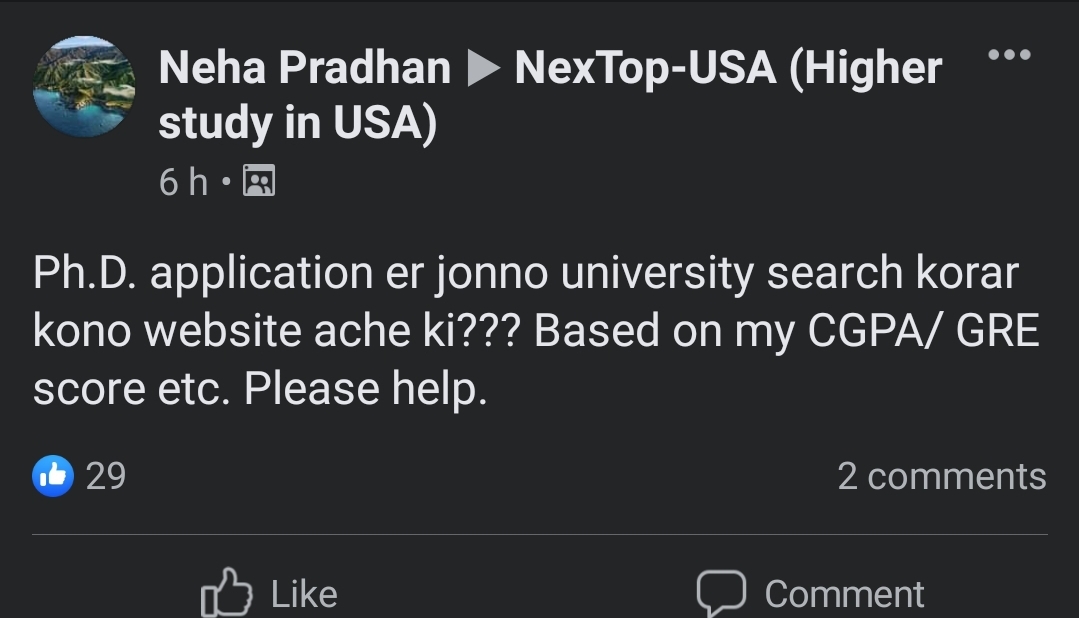 Neha Pradhan ▶ NexTop-USA (Higher
study in USA)
6 h •
Ph.D. application er jonno university search korar
kono website ache ki??? Based on my CGPA/ GRE
score etc. Please help.
29
2 comments
Like
Comment